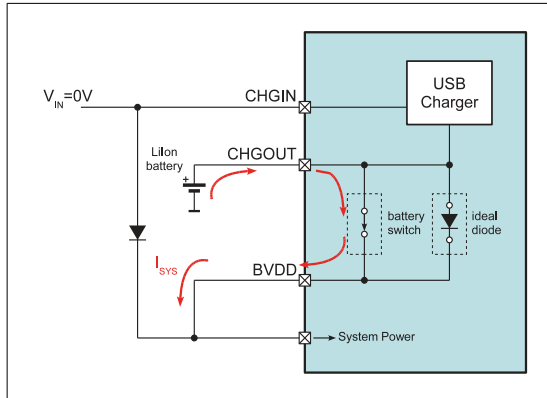 USB
Charger
V_IN=0V
CHGIN
LiIon
battery
CHGOUT
+
battery
switch
ideal
diode
I_SYS
BVDD
System Power